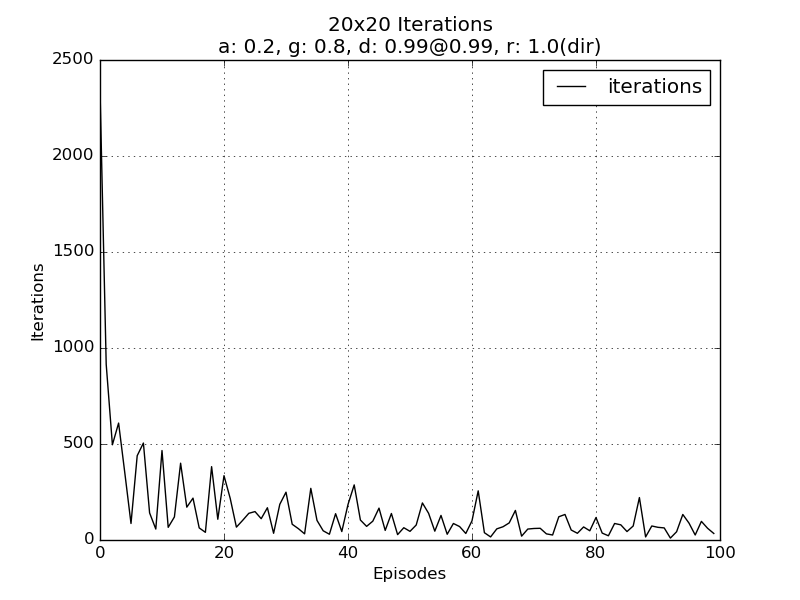 20x20 Iterations
a: 0.2, g: 0.8, d: 0.99@0.99, r: 1.0(dir)
iterations
2500
2000
1500
1000
500
0
Iterations
0 20 40 60 80 100
Episodes